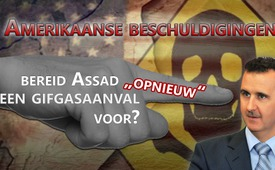 Amerikaanse beschuldigingen
bereid Assad „opnieuw“
een gifgasaanval
voor?